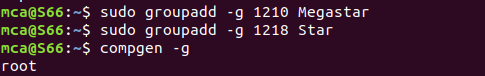 mca@S66:~$ sudo groupadd -g 1210 Megastar
mca@S66:~$ sudo groupadd -g 1218 Star
mca@S66:~$ compgen -g
root